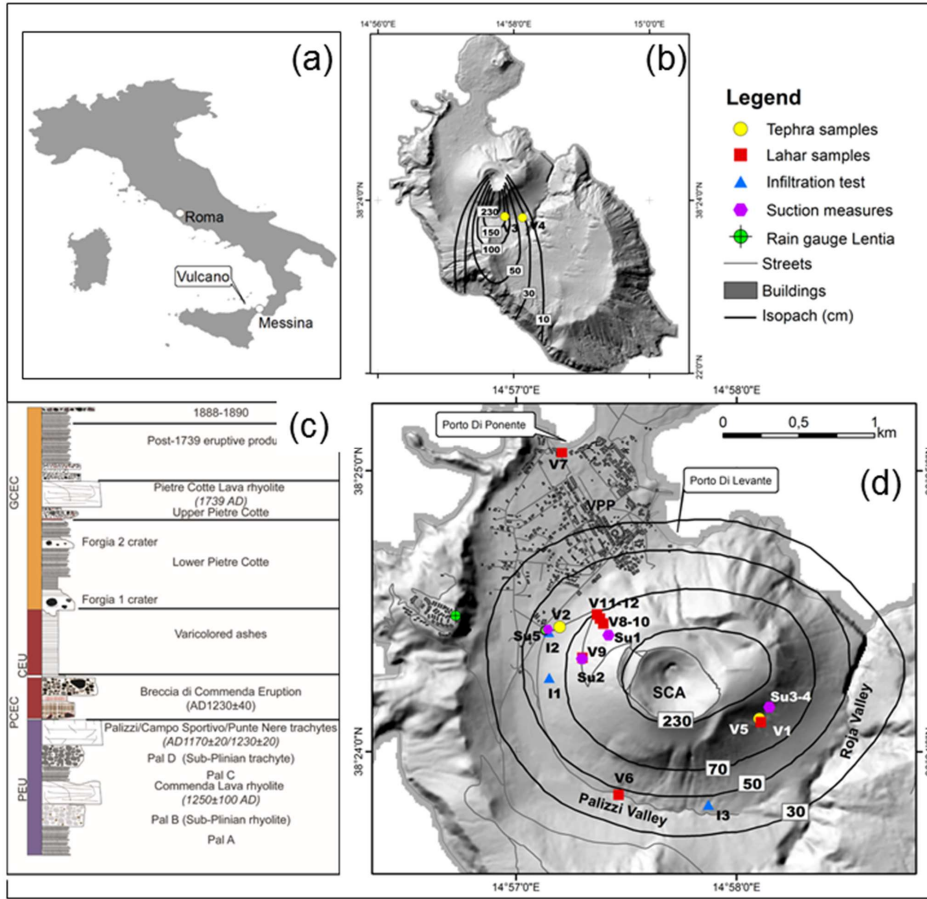 (a)
Roma
Vulcano
Messina
14°56'0"E
14°58'0"E
15°0'0"E
(b)
38°24'0"N
38°24'0"N
22'0"N
230
150
100
V3
V4
50
30
10
Legend
Tephra samples
Lahar samples
Infiltration test
Suction measures
Rain gauge Lentia
Streets
Buildings
Isopach (cm)
(c)
GCEC
CEU
PCEC
PEU
1888-1890
Post-1739 eruptive produ
Pietre Cotte Lava rhyolite
(1739 AD)
Upper Pietre Cotte
Forgia 2 crater
Lower Pietre Cotte
Forgia 1 crater
Varicolored ashes
Breccia di Commenda Eruption
(AD1230±40)
Palizzi/Campo Sportivo/Punte Nere trachytes
(AD1170±20/1230±20)
Pal D (Sub-Plinian trachyte)
Pal C
Commenda Lava rhyolite
(1250±100 AD)
Pal B (Sub-Plinian rhyolite)
Pal A
14°57'0"E
14°58'0"E
Porto Di Ponente
0
0,5
1
km
(d)
V7
38°25'0"N
Porto Di Levante
VPP
V11-12
V2
V8-10
Su5
Su1
I2
V9
Su2
I1
SCA
Su3-4
230
V5
V1
Roja Valley
38°24'0"N
70
V6
50
Palizzi Valley
I3
30
14°57'0"E
14°58'0"E